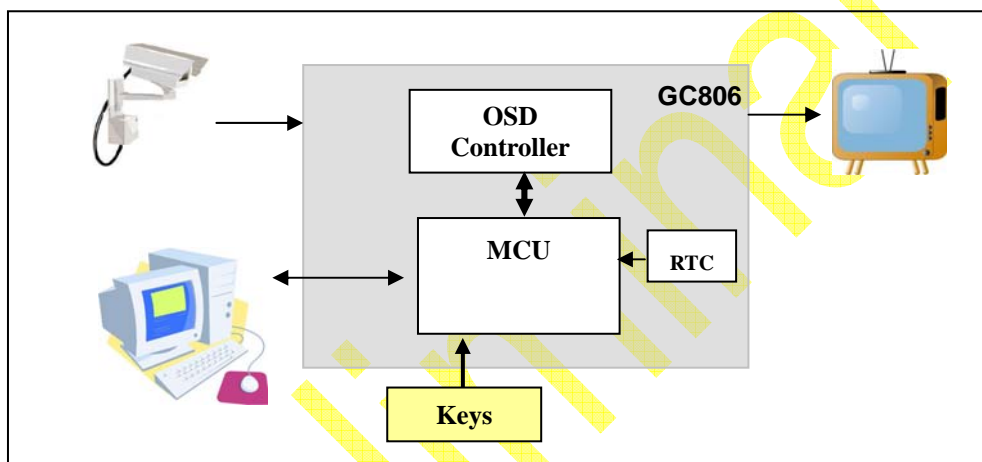 GC806
OSD
Controller
MCU
RTC
Keys